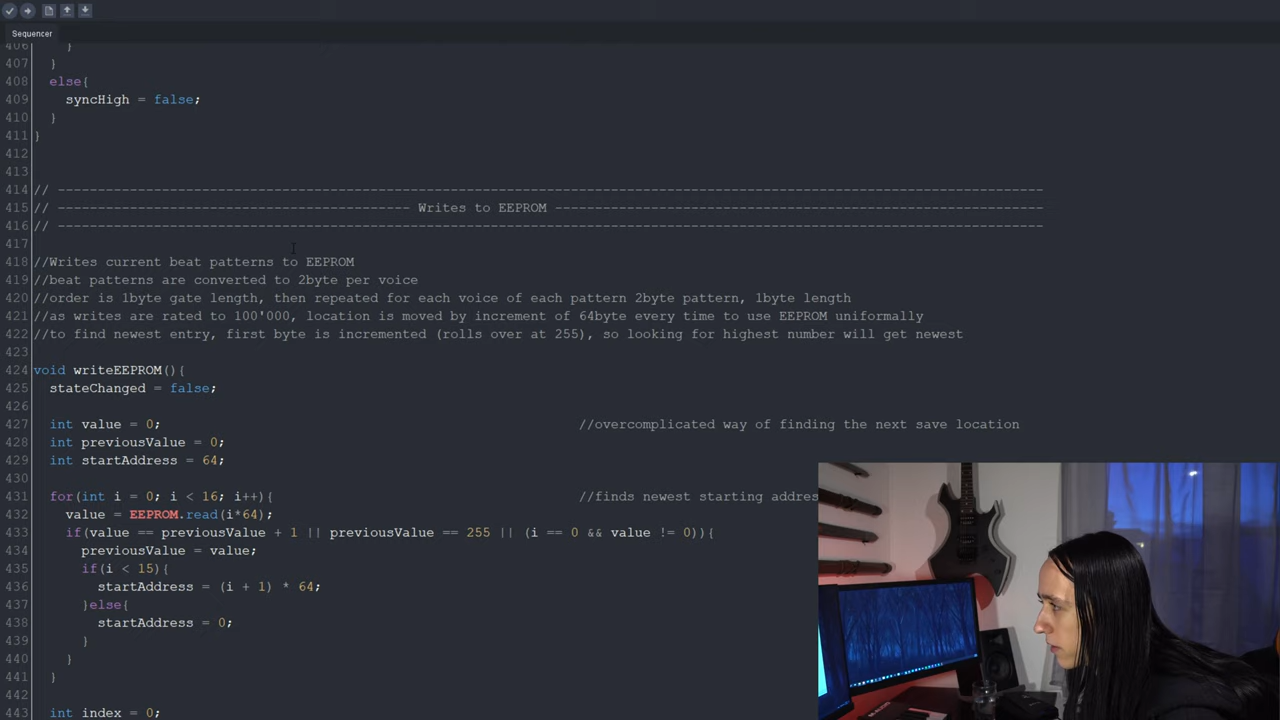 Sequencer
406 }
407 }
408 else{
409 syncHigh = false;
410 }
411 }
412
413
414 // ---------------------------------------------------------------------------------------------------------------------------
415 // -------------------------------------------- Writes to EEPROM -------------------------------------------------------------
416 // ---------------------------------------------------------------------------------------------------------------------------
417
418 //Writes current beat patterns to EEPROM
419 //beat patterns are converted to 2byte per voice
420 //order is 1byte gate length, then repeated for each voice of each pattern 2byte pattern, 1byte length
421 //as writes are rated to 100'000, location is moved by increment of 64byte every time to use EEPROM uniformally
422 //to find newest entry, first byte is incremented (rolls over at 255), so looking for highest number will get newest
423
424 void writeEEPROM(){
425 stateChanged = false;
426
427 int value = 0; //overcomplicated way of finding the next save location
428 int previousValue = 0;
429 int startAddress = 64;
430
431 for(int i = 0; i < 16; i++){ //finds newest starting addres
432 value = EEPROM.read(i*64);
433 if(value == previousValue + 1 || previousValue == 255 || (i == 0 && value != 0)){
434 previousValue = value;
435 if(i < 15){
436 startAddress = (i + 1) * 64;
437 }else{
438 startAddress = 0;
439 }
440 }
441 }
442
443 int index = 0;